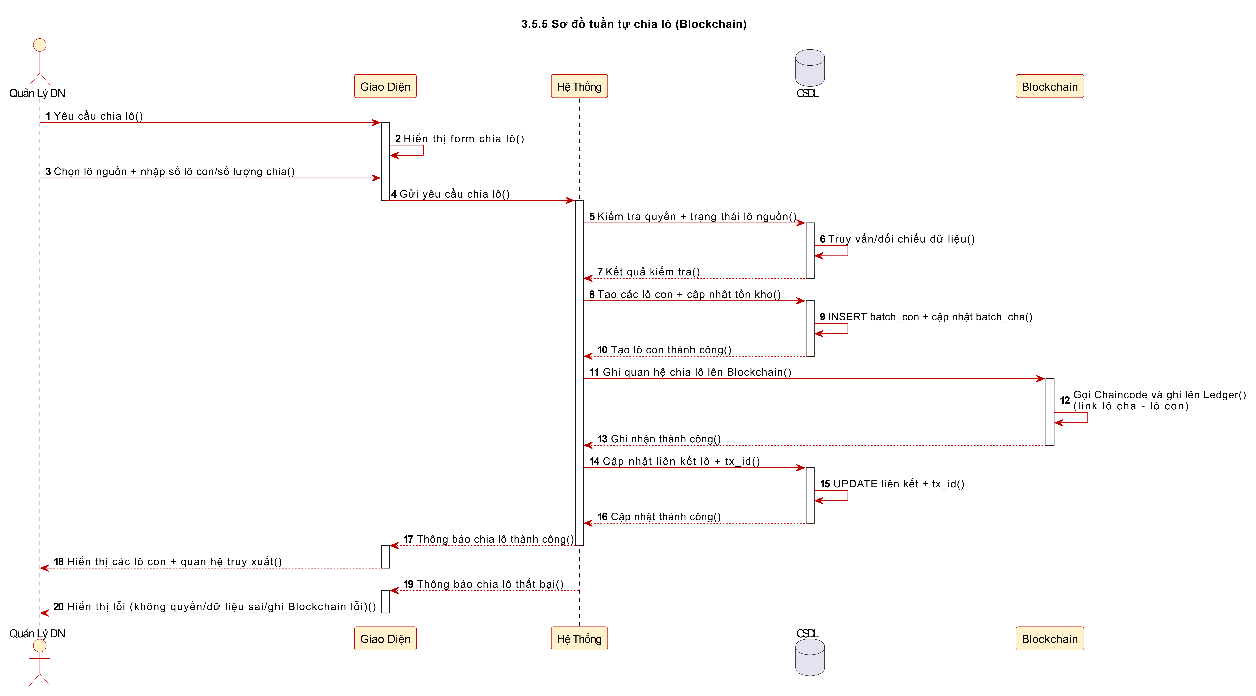 3.5.5 Sơ đồ tuần tự chia lô (Blockchain)
Quản Lý DN
Giao Diện
Hệ Thống
CSDL
Blockchain
1 Yêu cầu chia lô()
2 Hiển thị form chia lô()
3 Chọn lô nguồn + nhập số lô con/số lượng chia()
4 Gửi yêu cầu chia lô()
5 Kiểm tra quyền + trạng thái lô nguồn()
6 Truy vấn/đối chiếu dữ liệu()
7 Kết quả kiểm tra()
8 Tạo các lô con + cập nhật tồn kho()
9 INSERT batch_con + cập nhật batch_cha()
10 Tạo lô con thành công()
11 Ghi quan hệ chia lô lên Blockchain()
12 Gọi Chaincode và ghi lên Ledger()
(link lô cha - lô con)
13 Ghi nhận thành công()
14 Cập nhật liên kết lô + tx_id()
15 UPDATE liên kết + tx_id()
16 Cập nhật thành công()
17 Thông báo chia lô thành công()
18 Hiển thị các lô con + quan hệ truy xuất()
19 Thông báo chia lô thất bại()
20 Hiển thị lỗi (không quyền/dữ liệu sai/ghi Blockchain lỗi)()
Quản Lý DN
Giao Diện
Hệ Thống
CSDL
Blockchain